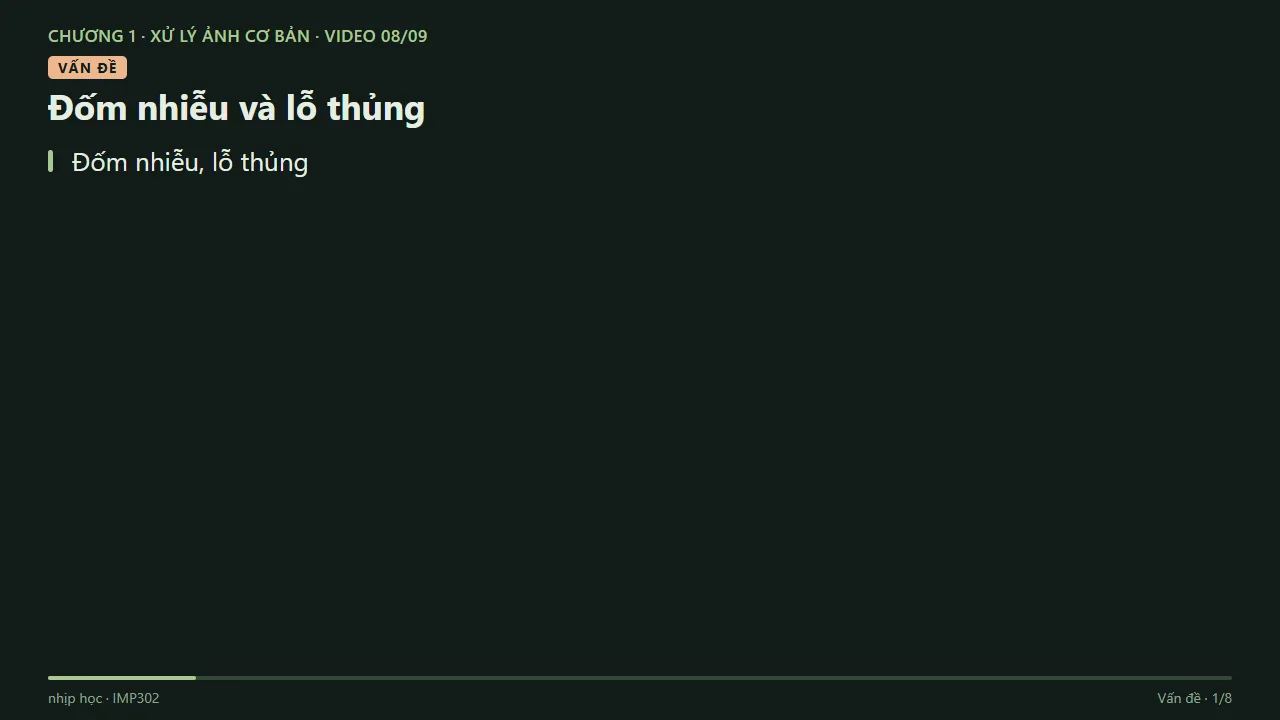 CHƯƠNG 1 · XỬ LÝ ẢNH CƠ BẢN · VIDEO 08/09
VẤN ĐỀ
Đốm nhiễu và lỗ thủng
Đốm nhiễu, lỗ thủng
nhịp học · IMP302
Vấn đề · 1/8